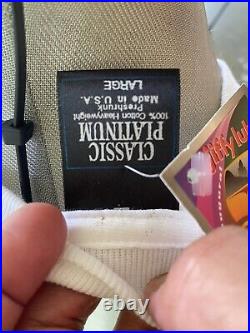 CLASSIC
PLATINUM
100% Cotton Heavyweight
Preshrunk
Made in U.S.A.
LARGE